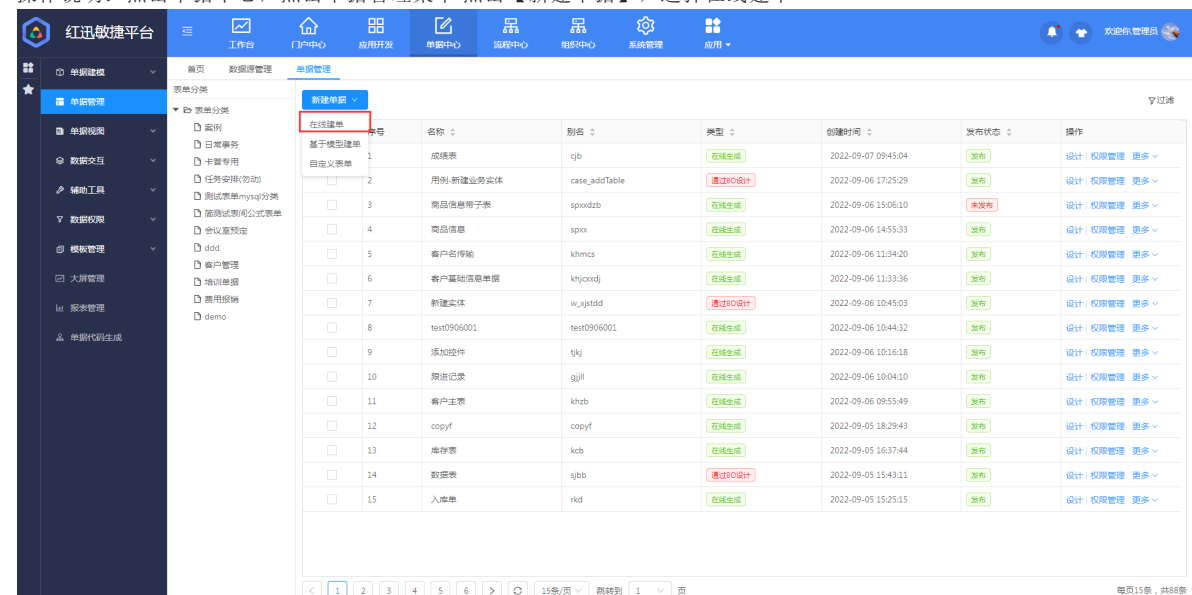 红迅敏捷平台
工作台
门户中心
应用开发
单据中心
流程中心
组织中心
系统管理
应用
欢迎你,管理员
单据建模
单据管理
单据视图
数据交互
辅助工具
数据权限
模板管理
大屏管理
报表管理
单据代码生成
首页 数据源管理 单据管理
表单分类
表单分类
案例
日常事务
卡普专用
任务安排(勿动)
测试表单mysql分类
简测试表间公式表单
会议室预定
ddd
客户管理
培训单据
费用报销
demo
新建单据
过滤
在线建单
基于模型建单
自定义表单
序号 名称 别名 类型 创建时间 发布状态 操作
1 成绩表 cjb 在线生成 2022-09-07 09:45:04 发布 设计 权限管理 更多
2 用例-新建业务实体 case_addTable 通过BO设计 2022-09-06 17:25:29 发布 设计 权限管理 更多
3 商品信息带子表 spxxdzb 在线生成 2022-09-06 15:06:10 未发布 设计 权限管理 更多
4 商品信息 spxx 在线生成 2022-09-06 14:55:33 发布 设计 权限管理 更多
5 客户名传输 khmcs 在线生成 2022-09-06 11:34:20 发布 设计 权限管理 更多
6 客户基础信息单据 khjcxxdj 在线生成 2022-09-06 11:33:36 发布 设计 权限管理 更多
7 新建实体 w_xjstdd 通过BO设计 2022-09-06 10:45:03 发布 设计 权限管理 更多
8 test0906001 test0906001 在线生成 2022-09-06 10:44:32 发布 设计 权限管理 更多
9 添加控件 tjkj 在线生成 2022-09-06 10:16:18 发布 设计 权限管理 更多
10 跟进记录 gjjll 在线生成 2022-09-06 10:04:10 发布 设计 权限管理 更多
11 客户主表 khzb 在线生成 2022-09-06 09:55:49 发布 设计 权限管理 更多
12 copyf copyf 在线生成 2022-09-05 18:29:43 发布 设计 权限管理 更多
13 库存表 kcb 在线生成 2022-09-05 16:37:44 发布 设计 权限管理 更多
14 数据表 sjbb 通过BO设计 2022-09-05 15:43:11 发布 设计 权限管理 更多
15 入库单 rkd 在线生成 2022-09-05 15:25:15 发布 设计 权限管理 更多
1 2 3 4 5 6 15条/页 跳转到 1 页
每页15条，共88条